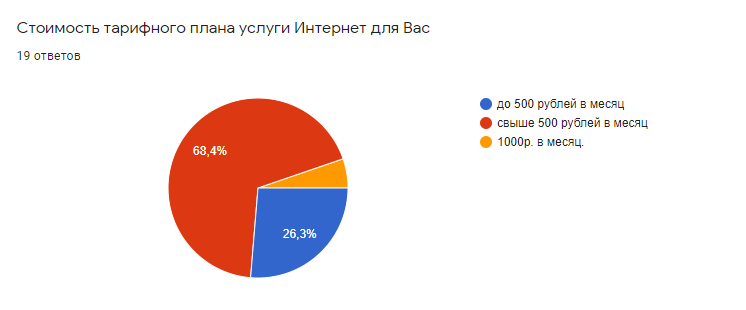 Стоимость тарифного плана услуги Интернет для Вас
19 ответов
68,4%
26,3%
до 500 рублей в месяц
свыше 500 рублей в месяц
1000р. в месяц.